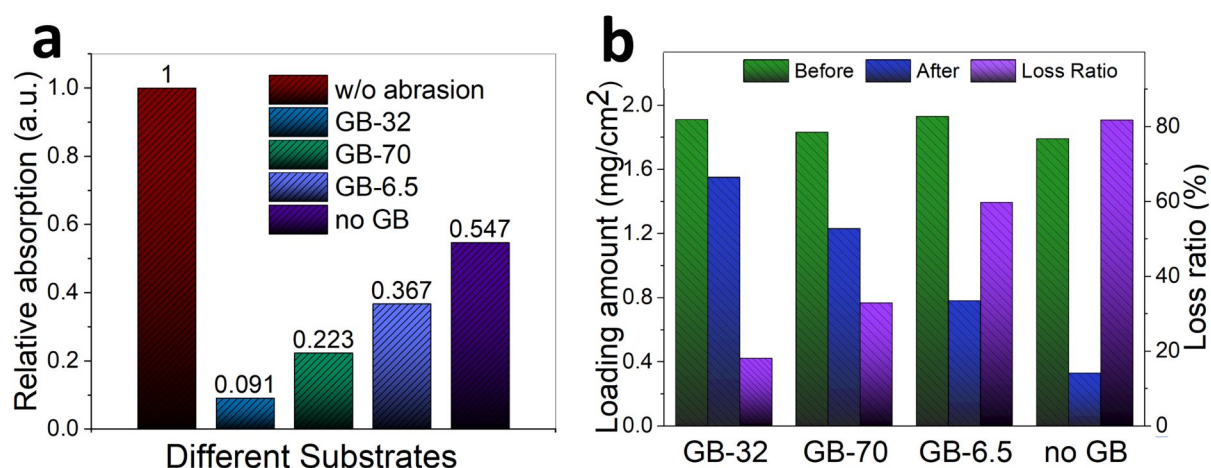 a
Relative absorption (a.u.)
1.0
0.8
0.6
0.4
0.2
0.0
1
0.091
0.223
0.367
0.547
w/o abrasion
GB-32
GB-70
GB-6.5
no GB
Different Substrates
b
Before
After
Loss Ratio
Loading amount (mg/cm²)
2.0
1.6
1.2
0.8
0.4
0.0
80
60
40
20
0
Loss ratio (%)
GB-32 GB-70 GB-6.5 no GB